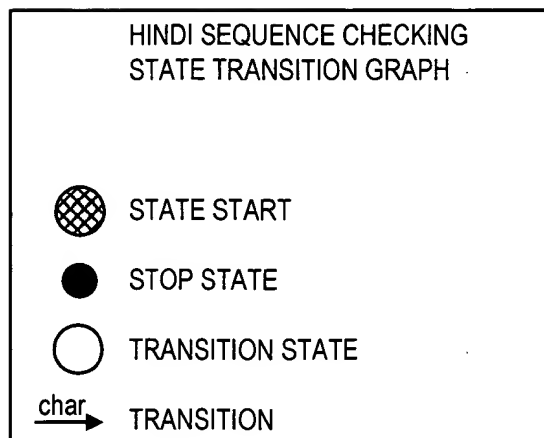 HINDI SEQUENCE CHECKING
STATE TRANSITION GRAPH
STATE START
STOP STATE
TRANSITION STATE
char TRANSITION